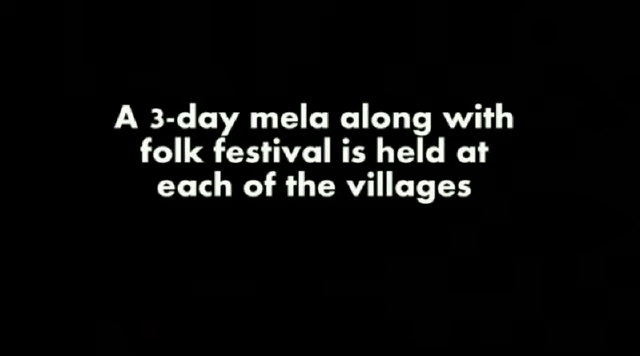 A 3-day mela along with
folk festival is held at
each of the villages